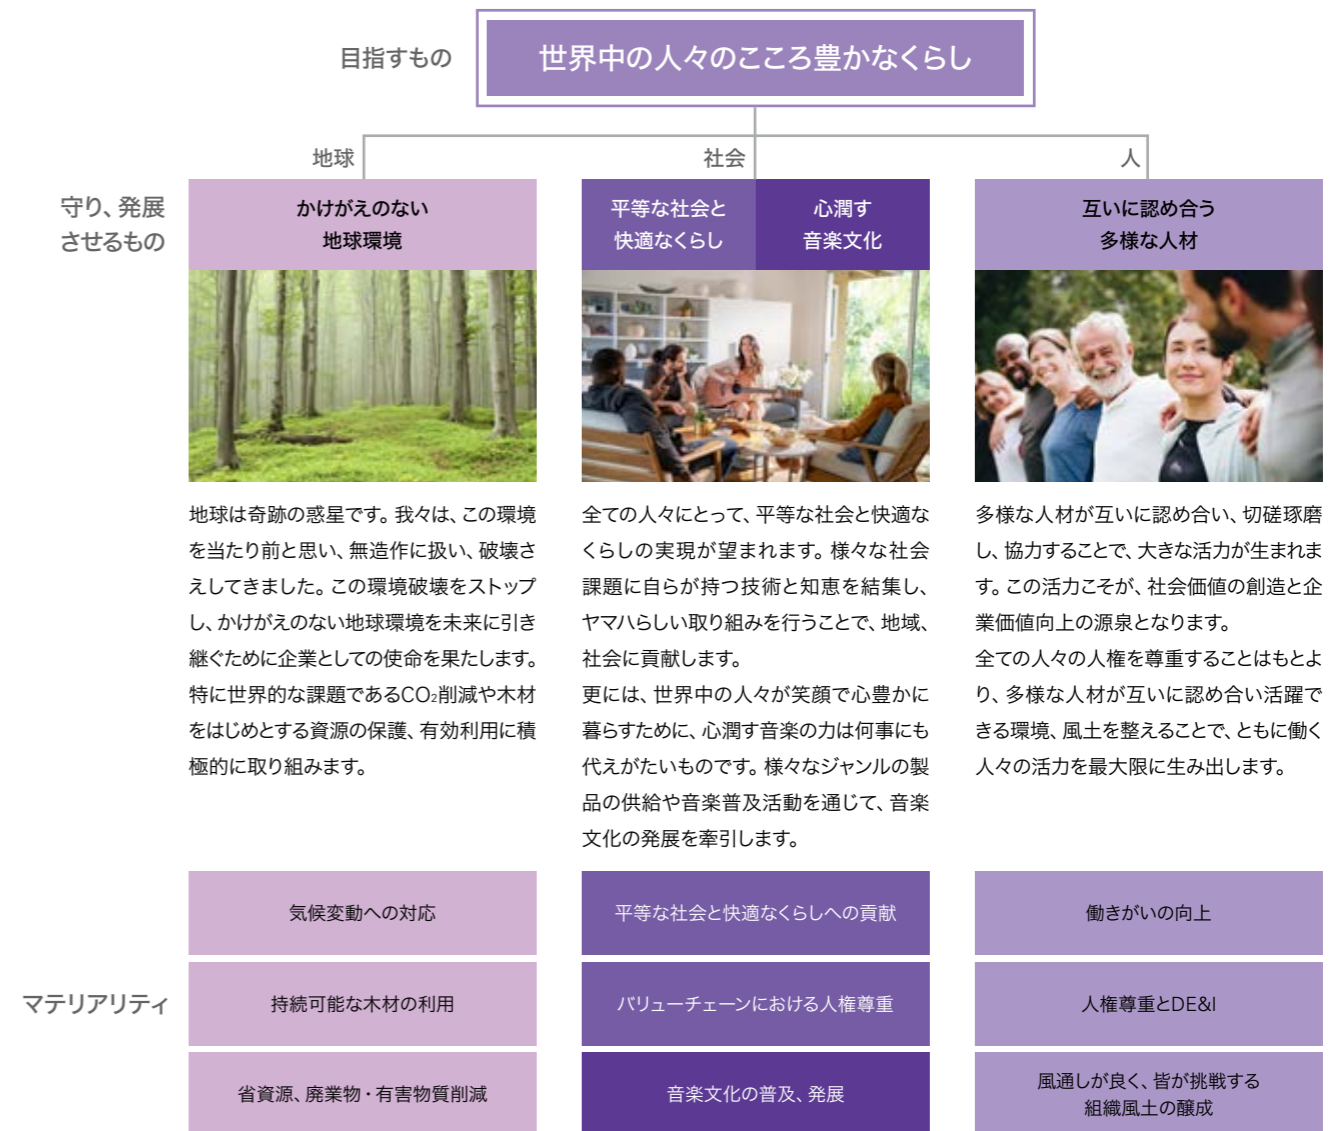 目指すもの
世界中の人々のこころ豊かなくらし
地球
社会
人
守り、発展
させるもの
かけがえのない
地球環境
平等な社会と
快適なくらし
心潤す
音楽文化
互いに認め合う
多様な人材
地球は奇跡の惑星です。我々は、この環境
を当たり前と思い、無造作に扱い、破壊さ
えしてきました。この環境破壊をストップ
し、かけがえのない地球環境を未来に引き
継ぐために企業としての使命を果たします。
特に世界的な課題であるCO₂削減や木材
をはじめとする資源の保護、有効利用に積
極的に取り組みます。
全ての人々にとって、平等な社会と快適な
くらしの実現が望まれます。様々な社会
課題に自らが持つ技術と知恵を結集し、
ヤマハらしい取り組みを行うことで、地域、
社会に貢献します。
更には、世界中の人々が笑顔で心豊かに
暮らすために、心潤す音楽の力は何事にも
代えがたいものです。様々なジャンルの製
品の供給や音楽普及活動を通じて、音楽
文化の発展を牽引します。
多様な人材が互いに認め合い、切磋琢磨
し、協力することで、大きな活力が生まれま
す。この活力こそが、社会価値の創造と企
業価値向上の源泉となります。
全ての人々の人権を尊重することはもとよ
り、多様な人材が互いに認め合い活躍で
きる環境、風土を整えることで、ともに働く
人々の活力を最大限に生み出します。
マテリアリティ
気候変動への対応
持続可能な木材の利用
省資源、廃棄物・有害物質削減
平等な社会と快適なくらしへの貢献
バリューチェーンにおける人権尊重
音楽文化の普及、発展
働きがいの向上
人権尊重とDE&I
風通しが良く、皆が挑戦する
組織風土の醸成